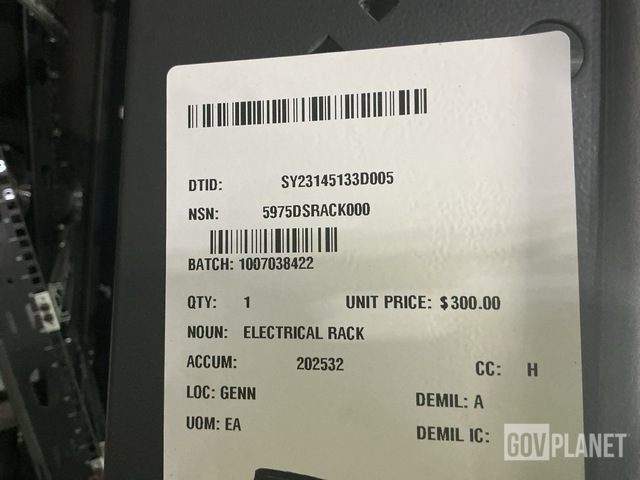 DTID: SY23145133D005
NSN: 5975DSRACK000
BATCH: 1007038422
QTY: 1 UNIT PRICE: $300.00
NOUN: ELECTRICAL RACK
ACCUM: 202532 CC: H
LOC: GENN DEMIL: A
UOM: EA DEMIL IC:
GOVPLANET